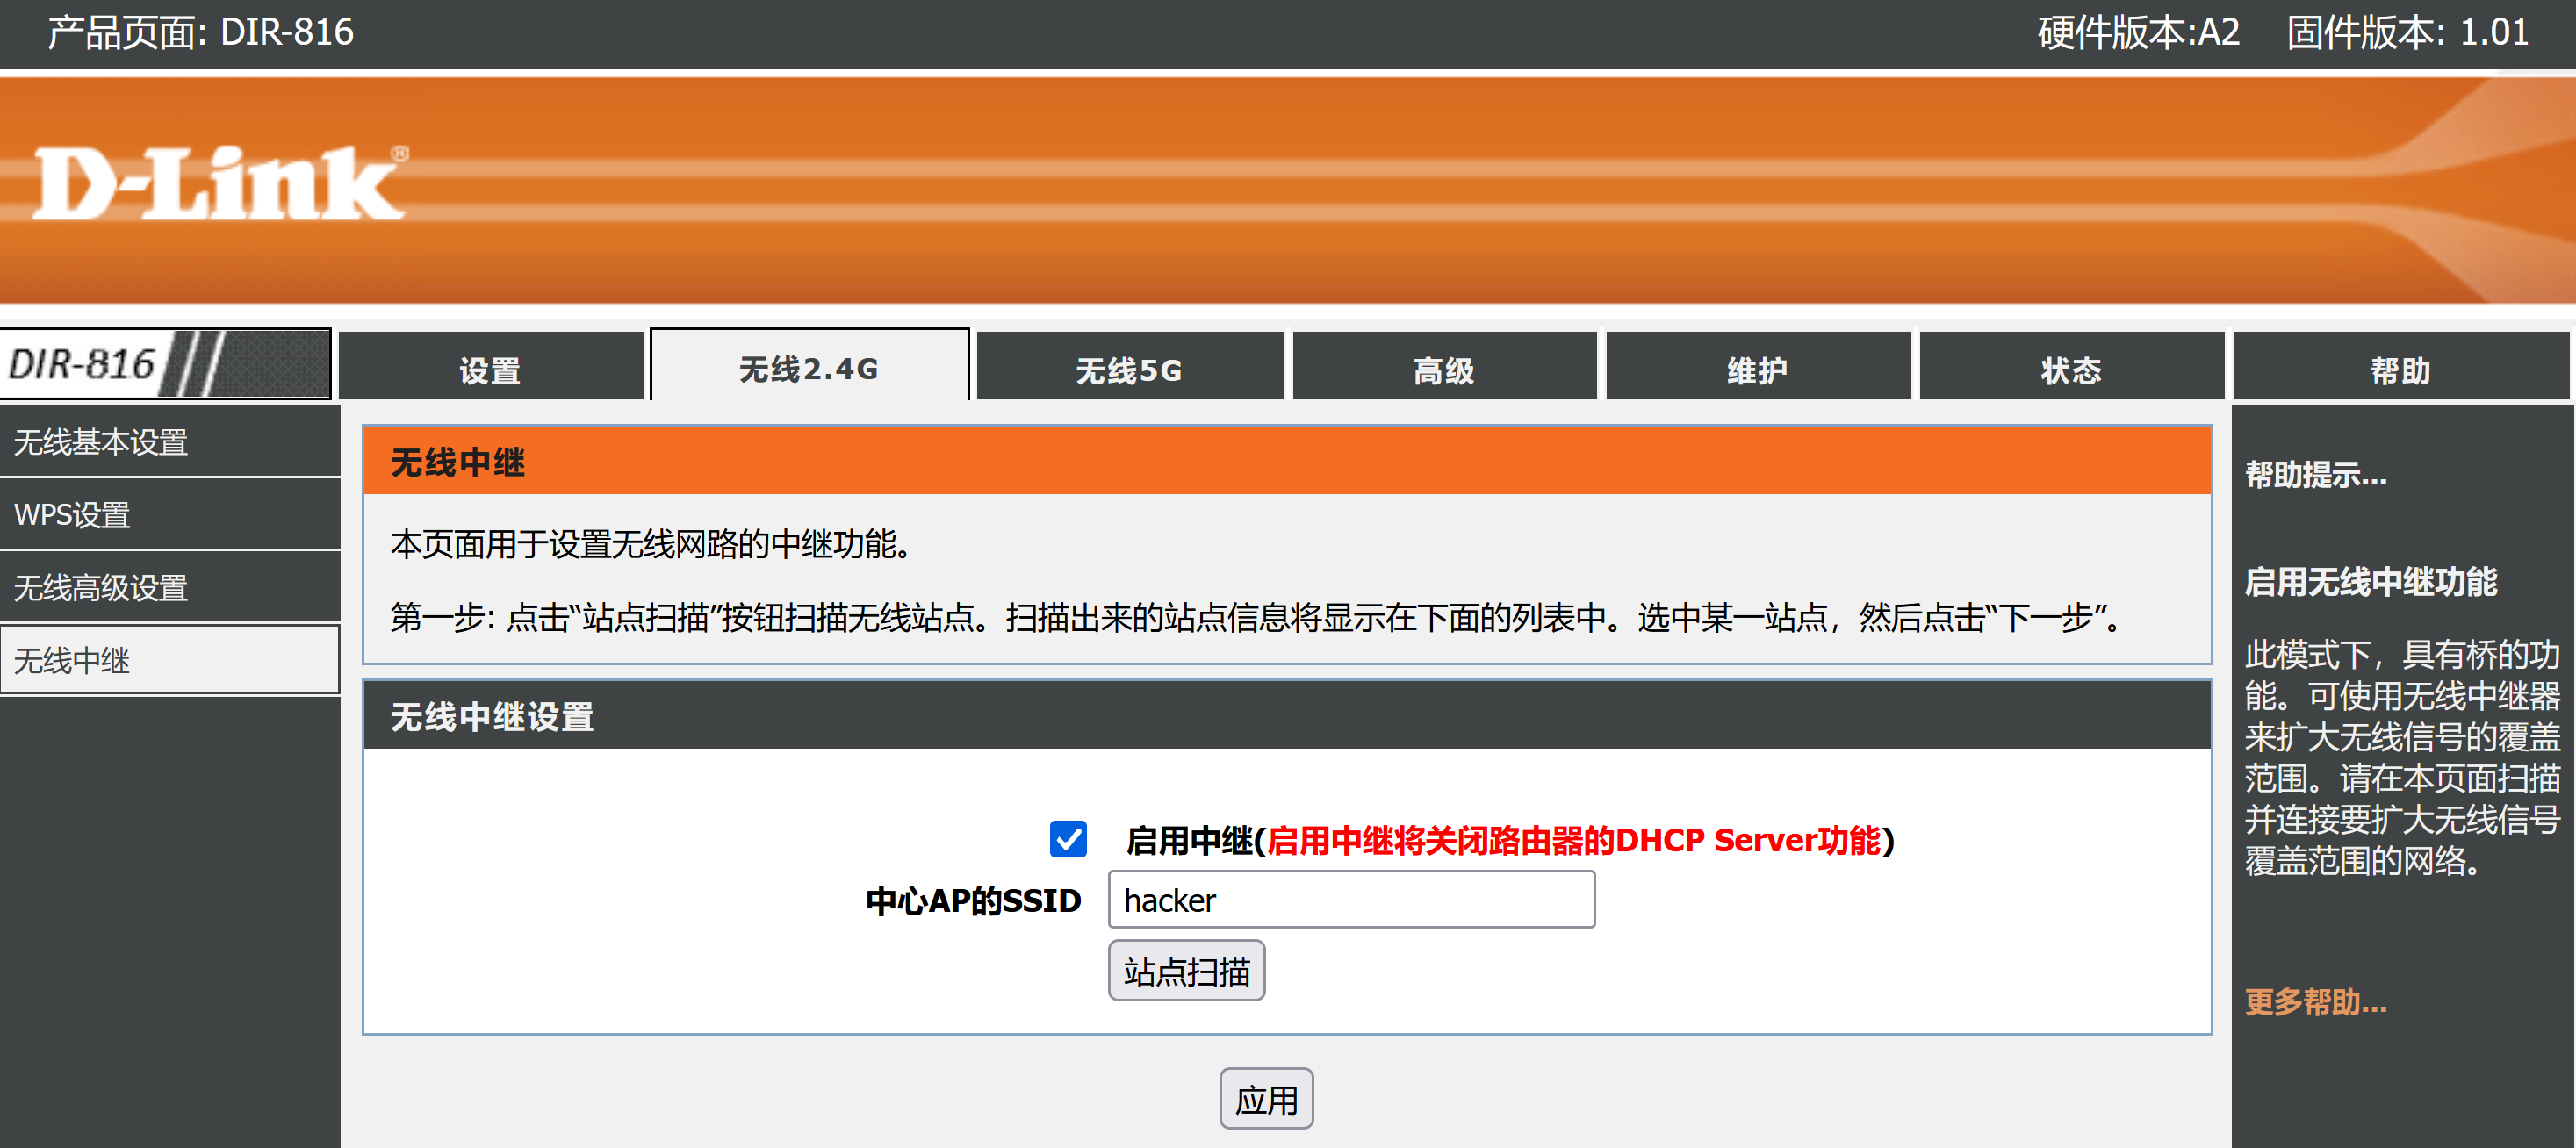 产品页面: DIR-816 硬件版本:A2 固件版本: 1.01
D-Link®
DIR-816 设置 无线2.4G 无线5G 高级 维护 状态 帮助
无线基本设置
WPS设置
无线高级设置
无线中继
无线中继
本页面用于设置无线网路的中继功能。
第一步: 点击“站点扫描”按钮扫描无线站点。扫描出来的站点信息将显示在下面的列表中。选中某一站点，然后点击“下一步”。
无线中继设置
启用中继(启用中继将关闭路由器的DHCP Server功能)
中心AP的SSID hacker
站点扫描
应用
帮助提示...
启用无线中继功能
此模式下，具有桥的功
能。可使用无线中继器
来扩大无线信号的覆盖
范围。请在本页面扫描
并连接要扩大无线信号
覆盖范围的网络。
更多帮助...